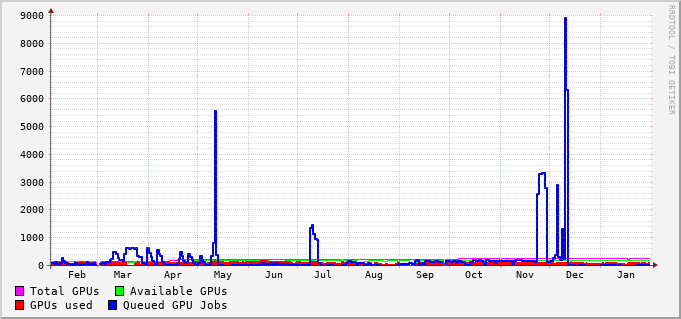 9000
8000
7000
6000
5000
4000
3000
2000
1000
0
Feb Mar Apr May Jun Jul Aug Sep Oct Nov Dec Jan
Total GPUs Available GPUs
GPUs used Queued GPU Jobs
RRDTOOL / TOBI OETIKER